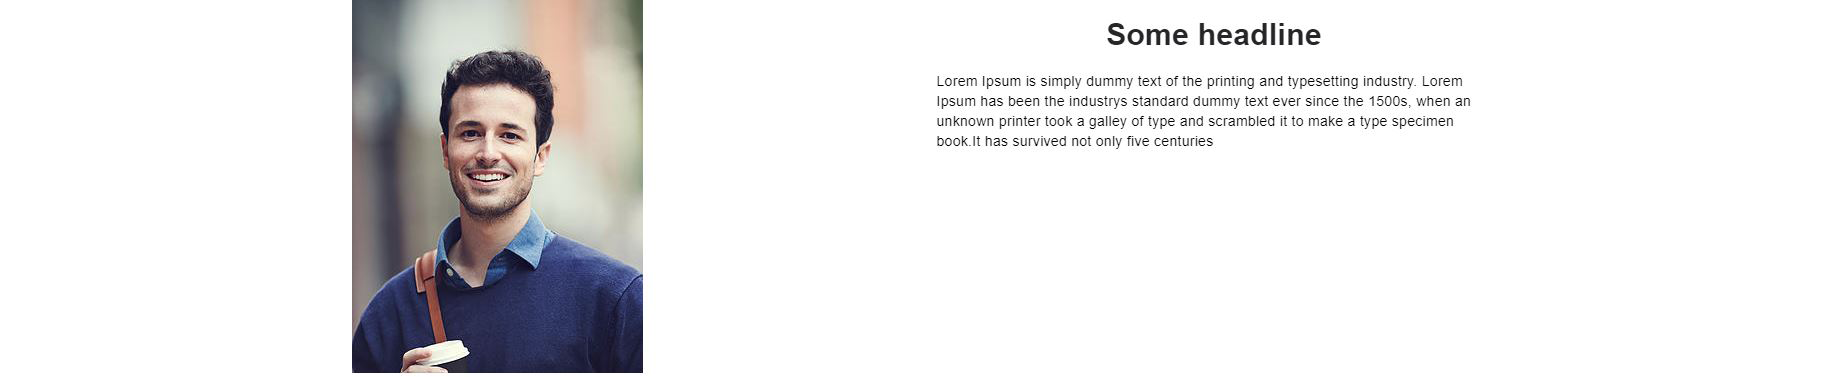 Some headline
Lorem Ipsum is simply dummy text of the printing and typesetting industry. Lorem
Ipsum has been the industrys standard dummy text ever since the 1500s, when an
unknown printer took a galley of type and scrambled it to make a type specimen
book.It has survived not only five centuries